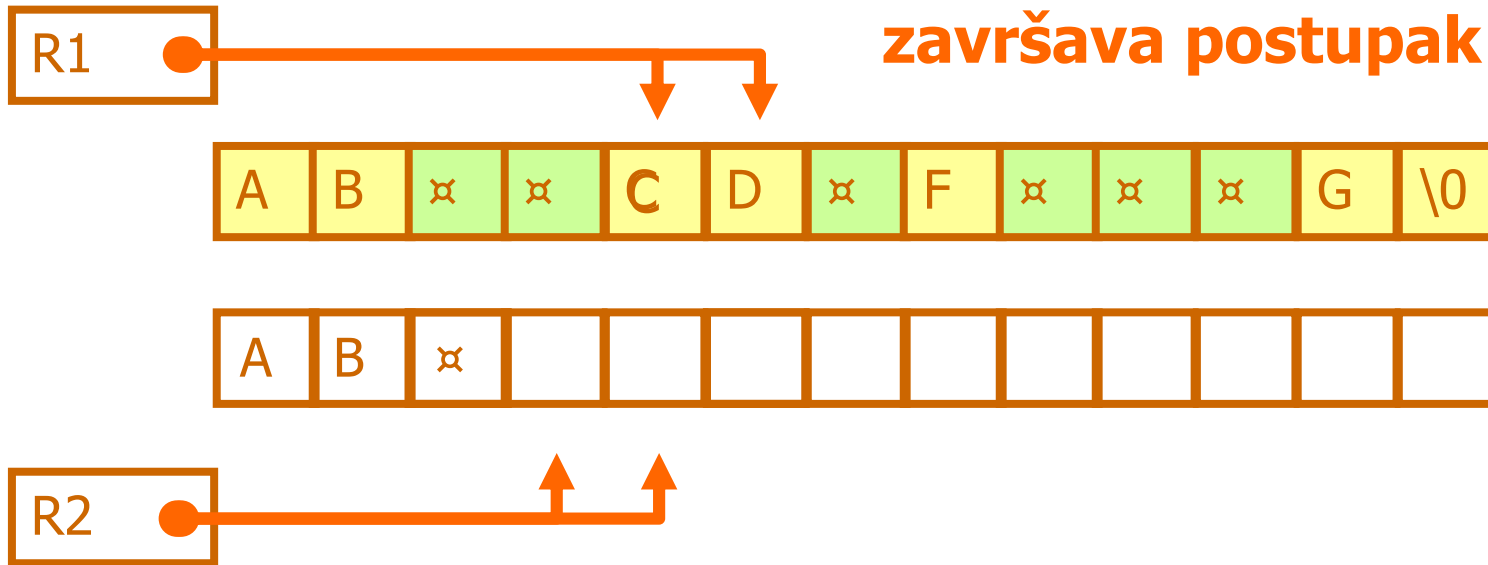 završava postupak
R1
A B ¤ ¤ C D ¤ F ¤ ¤ ¤ G \0
A B ¤
R2